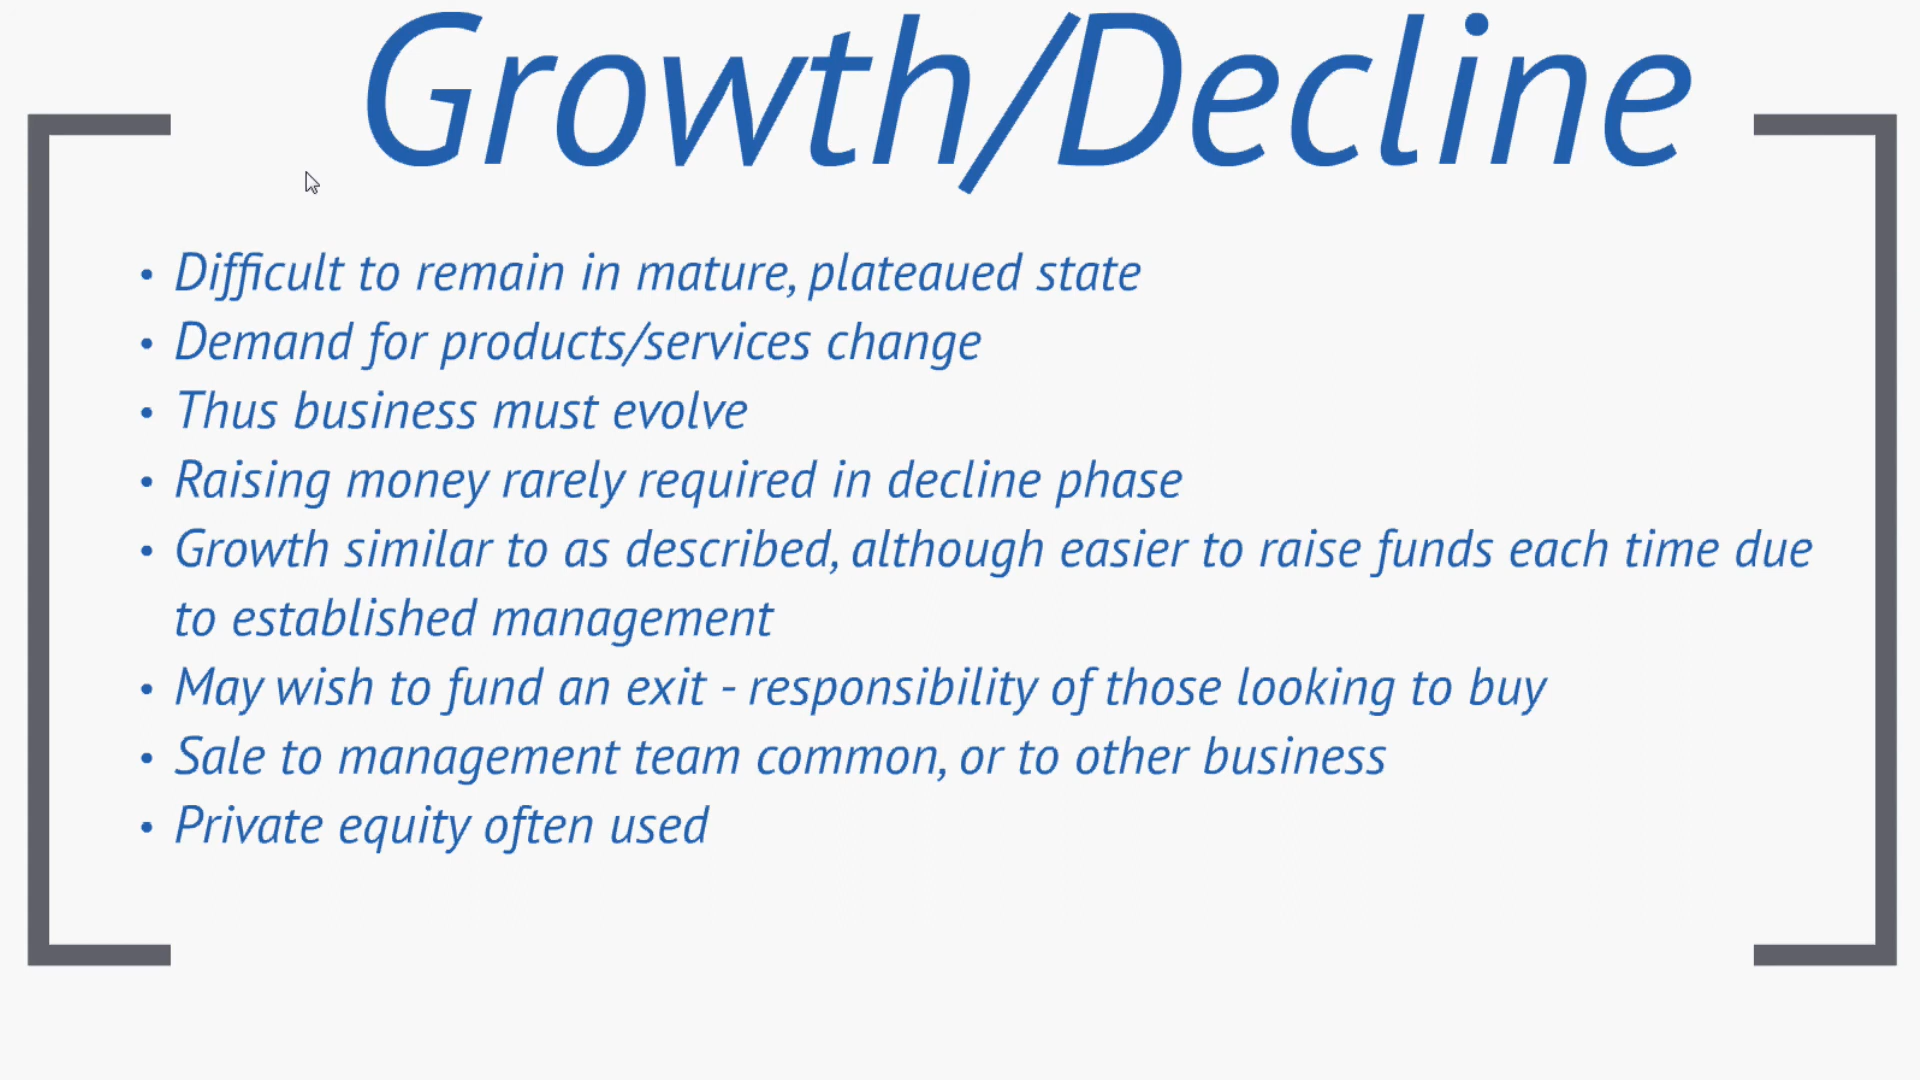 Growth/Decline
• Difficult to remain in mature, plateaued state
• Demand for products/services change
• Thus business must evolve
• Raising money rarely required in decline phase
• Growth similar to as described, although easier to raise funds each time due
to established management
• May wish to fund an exit - responsibility of those looking to buy
• Sale to management team common, or to other business
• Private equity often used